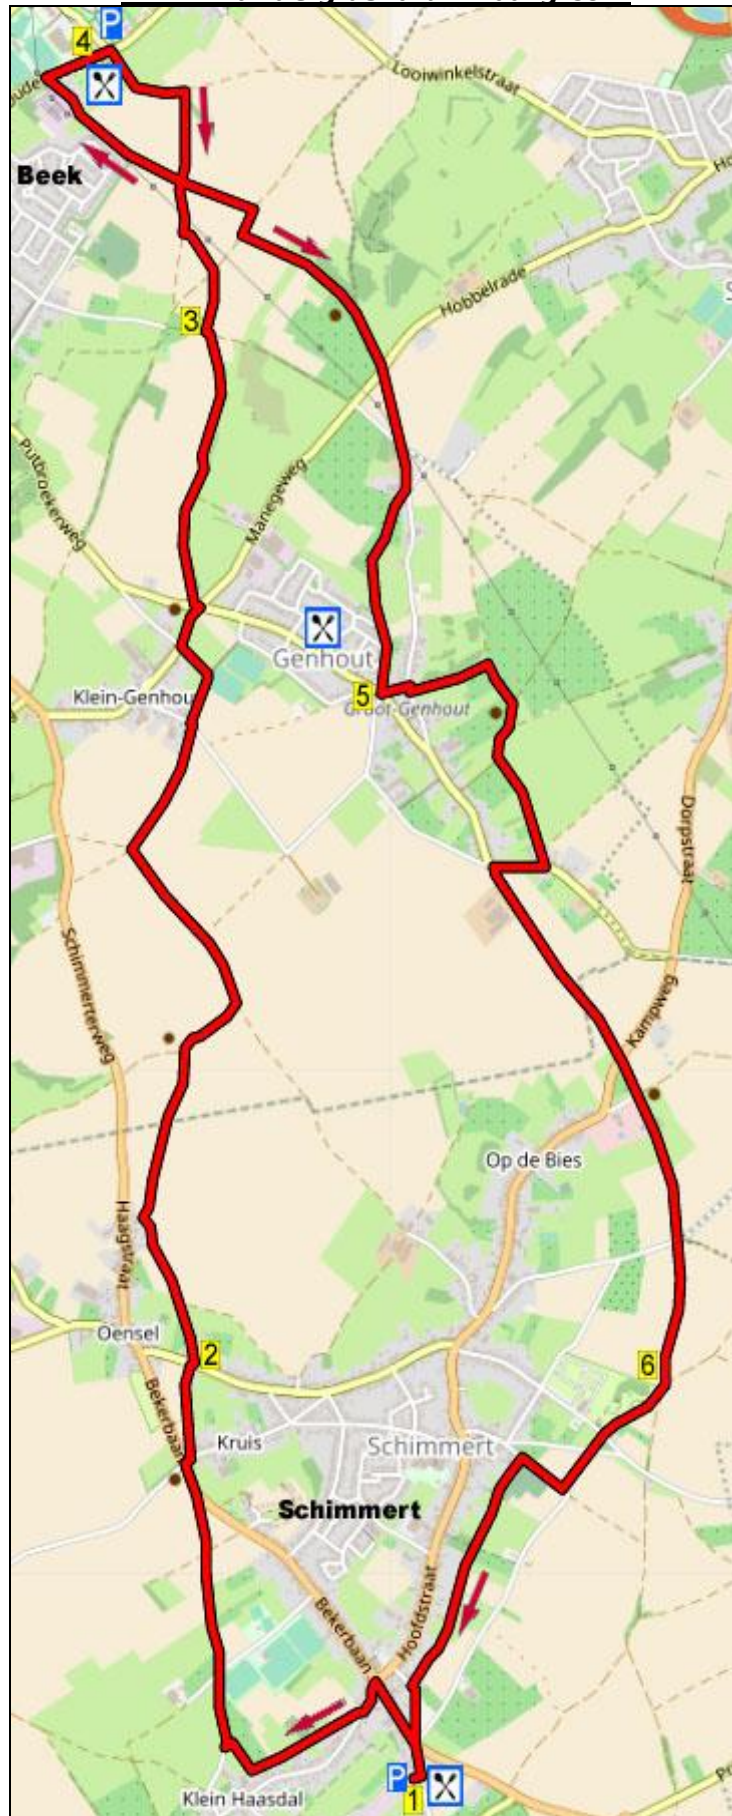 P
4
Looiwinkelstraat
Beek
Hobbelrade
3
Putbroekerweg
Manegeweg
Genhout
Klein-Genhou
5
Groot-Genhout
Dorpstraat
Schimmerterweg
Kampweg
Op de Bies
Haagstraat
Oensel
2
6
Bekerbaan
Kruis
Schimmert
Schimmert
Hoofdstraat
Bekerbaan
P
1
Klein Haasdal